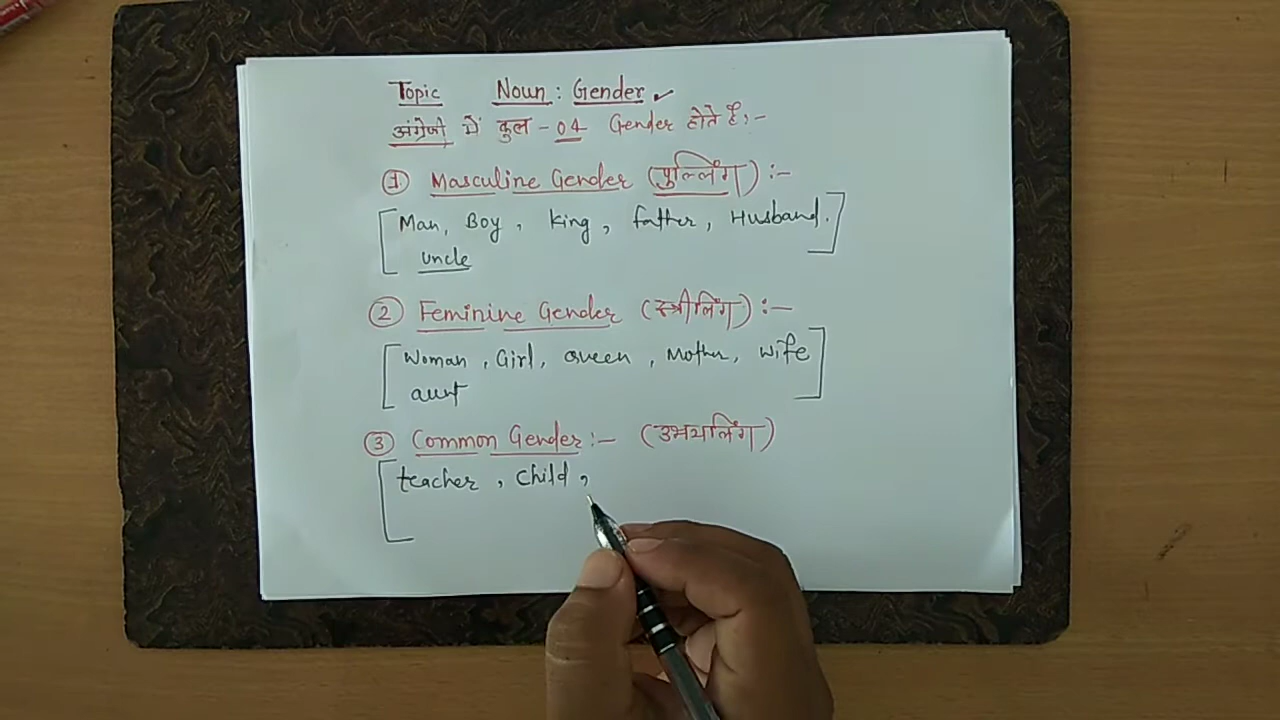 Topic Noun : Gender ✓
अंग्रेजी में कुल - 04 Gender होते हैं:-
① Masculine Gender (पुल्लिंग) :-
[Man, Boy, King, father, Husband.]
uncle
② Feminine Gender (स्त्रीलिंग) :-
[Woman, Girl, Queen, Mother, Wife]
aunt
③ Common Gender :- (उभयलिंग)
[teacher, child,